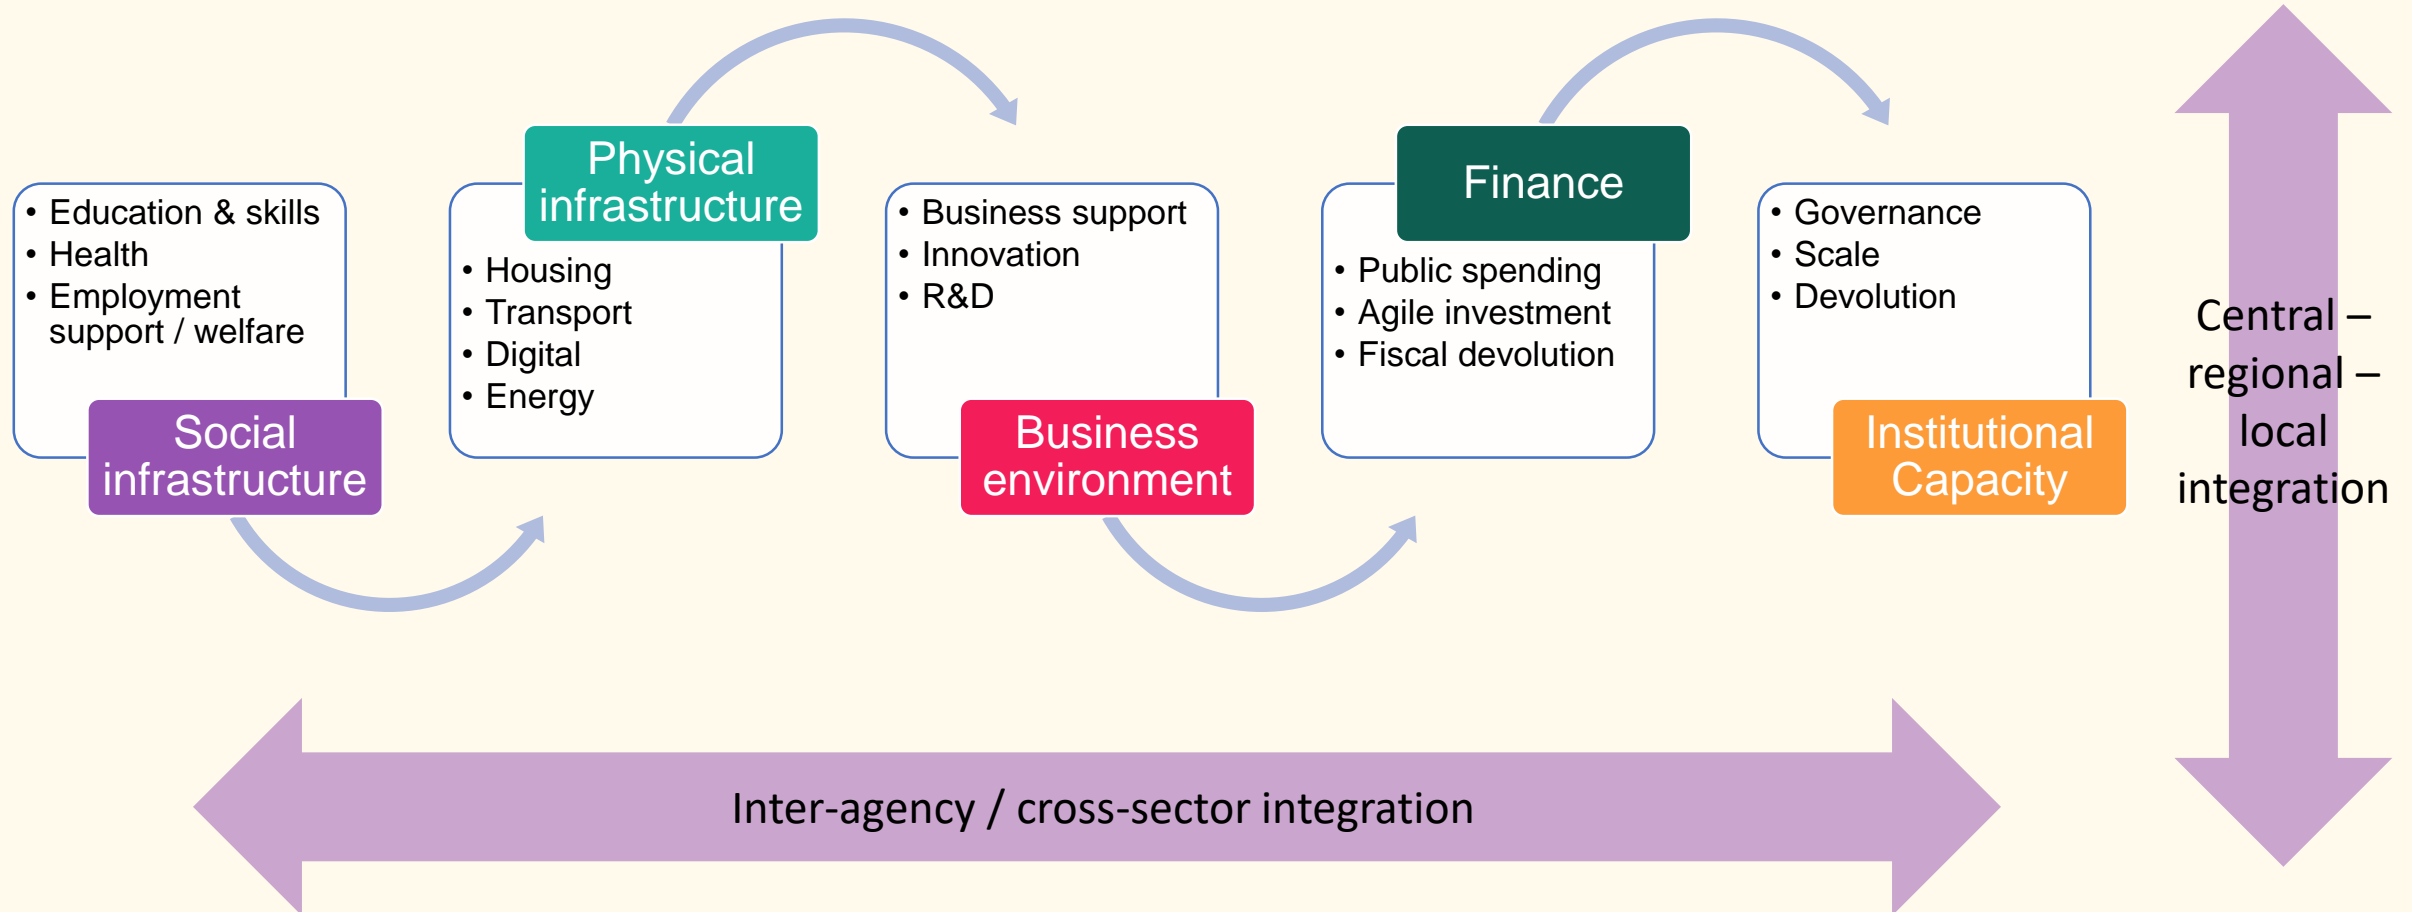 • Education & skills
• Health
• Employment
support / welfare
Social
infrastructure
Physical
infrastructure
• Housing
• Transport
• Digital
• Energy
• Business support
• Innovation
• R&D
Business
environment
Finance
• Public spending
• Agile investment
• Fiscal devolution
• Governance
• Scale
• Devolution
Institutional
Capacity
Central –
regional –
local
integration
Inter-agency / cross-sector integration